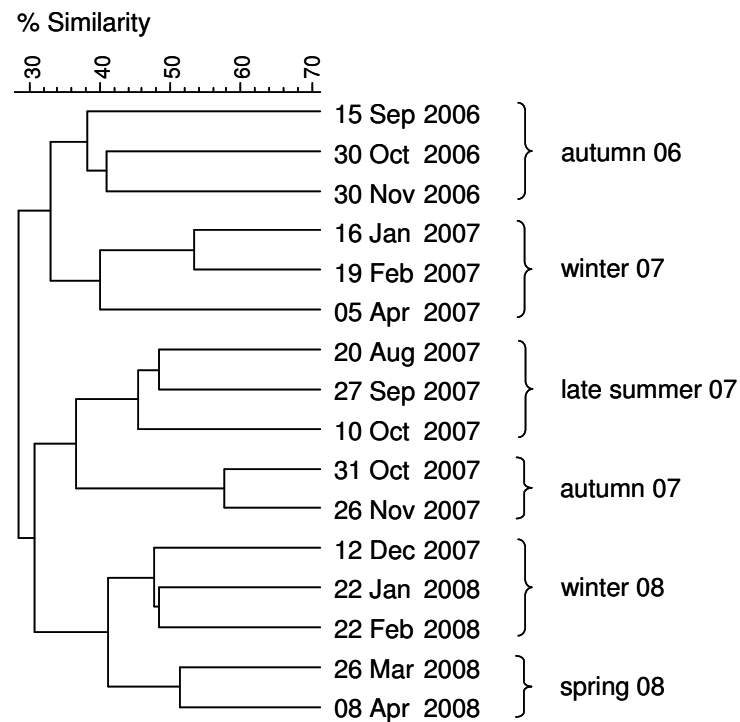 % Similarity
30 40 50 60 70
15 Sep 2006
30 Oct 2006
autumn 06
30 Nov 2006
16 Jan 2007
19 Feb 2007
winter 07
05 Apr 2007
20 Aug 2007
27 Sep 2007
late summer 07
10 Oct 2007
31 Oct 2007
autumn 07
26 Nov 2007
12 Dec 2007
22 Jan 2008
winter 08
22 Feb 2008
26 Mar 2008
spring 08
08 Apr 2008